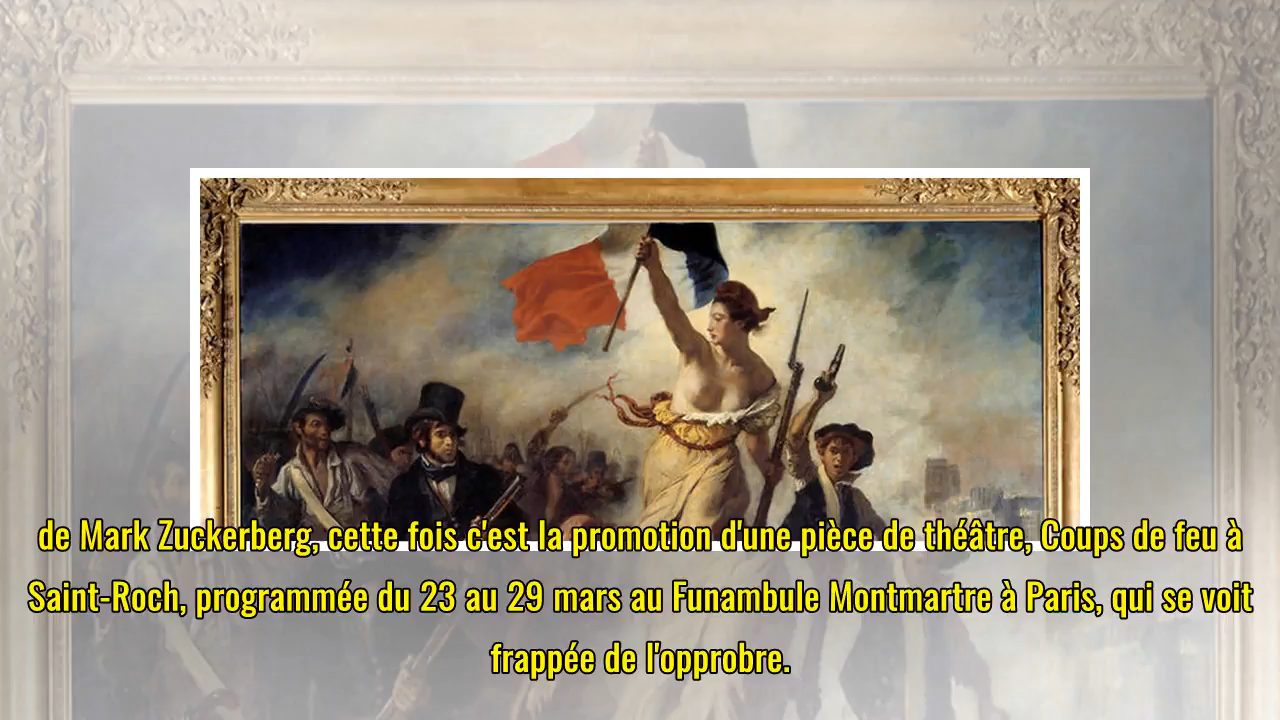 de Mark Zuckerberg, cette fois c'est la promotion d'une pièce de théâtre, Coups de feu à
Saint-Roch, programmée du 23 au 29 mars au Funambule Montmartre à Paris, qui se voit
frappée de l'opprobre.